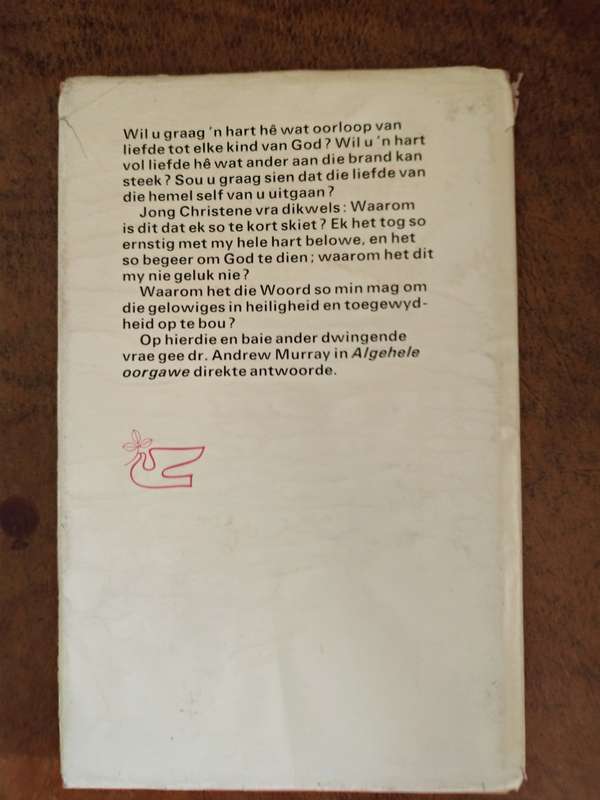 Wil u graag 'n hart hê wat oorloop van
liefde tot elke kind van God? Wil u 'n hart
vol liefde hê wat ander aan die brand kan
steek? Sou u graag sien dat die liefde van
die hemel self van u uitgaan?
Jong Christene vra dikwels: Waarom
is dit dat ek so te kort skiet? Ek het tog so
ernstig met my hele hart belowe, en het
so begeer om God te dien; waarom het dit
my nie geluk nie?
Waarom het die Woord so min mag om
die gelowiges in heiligheid en toegewyd-
heid op te bou?
Op hierdie en baie ander dwingende
vrae gee dr. Andrew Murray in Algehele
oorgawe direkte antwoorde.